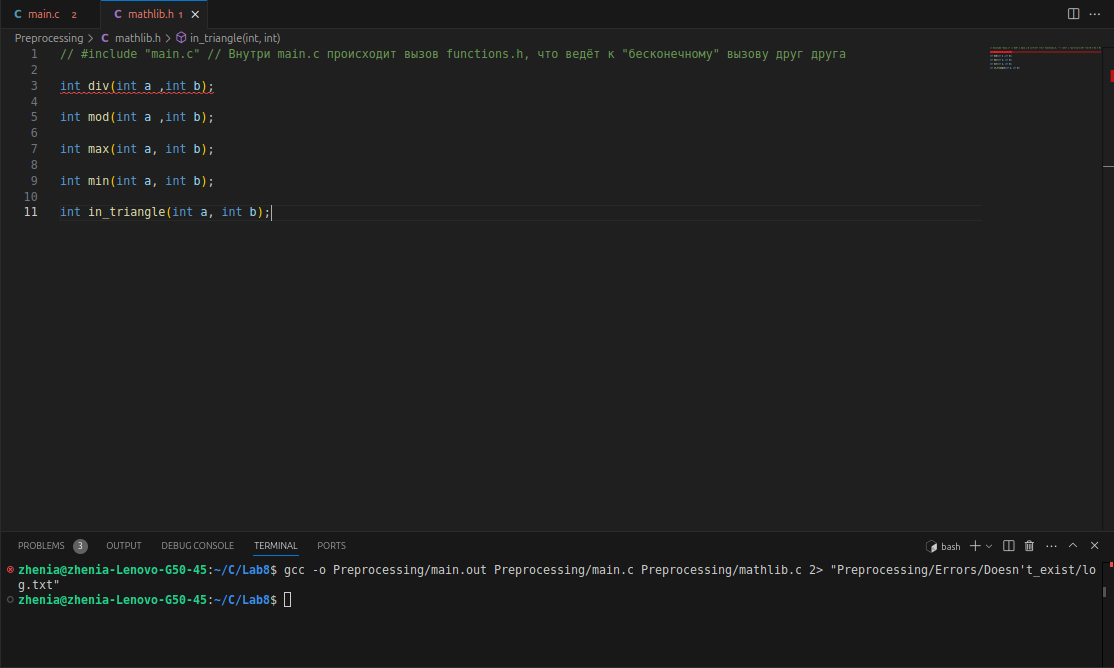 C main.c 2 C mathlib.h 1
Preprocessing > C mathlib.h > in_triangle(int, int)
1 // #include "main.c" // Внутри main.c происходит вызов functions.h, что ведёт к "бесконечному" вызову друг друга
2
3 int div(int a ,int b);
4
5 int mod(int a ,int b);
6
7 int max(int a, int b);
8
9 int min(int a, int b);
10
11 int in_triangle(int a, int b);
PROBLEMS 3 OUTPUT DEBUG CONSOLE TERMINAL PORTS bash
zhenia@zhenia-Lenovo-G50-45:~/C/Lab8$ gcc -o Preprocessing/main.out Preprocessing/main.c Preprocessing/mathlib.c 2> "Preprocessing/Errors/Doesn't_exist/lo
g.txt"
zhenia@zhenia-Lenovo-G50-45:~/C/Lab8$